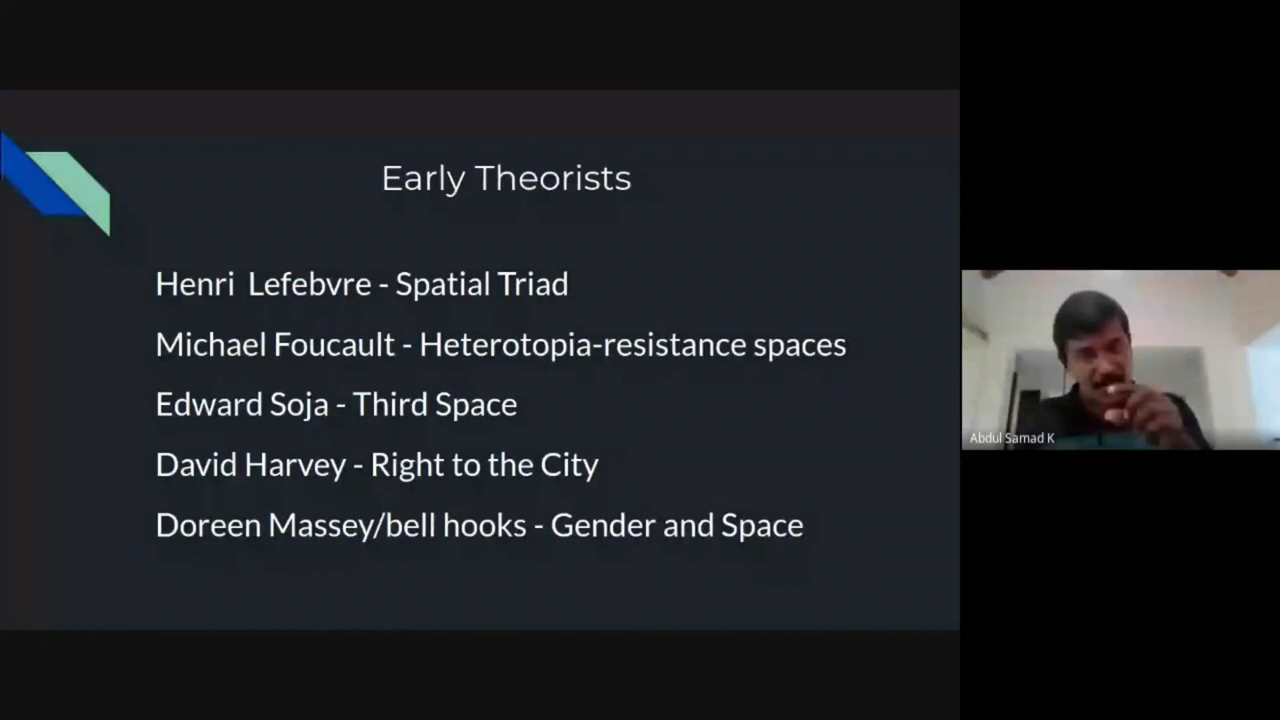 Early Theorists
Henri Lefebvre - Spatial Triad
Michael Foucault - Heterotopia-resistance spaces
Edward Soja - Third Space
David Harvey - Right to the City
Doreen Massey/bell hooks - Gender and Space
Abdul Samad K